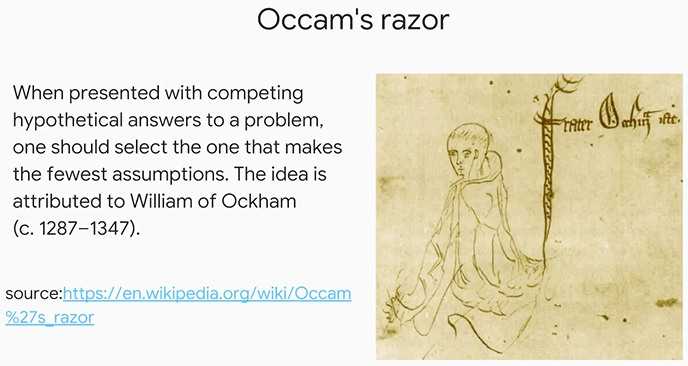 Occam's razor
When presented with competing
hypothetical answers to a problem,
one should select the one that makes
the fewest assumptions. The idea is
attributed to William of Ockham
(c. 1287–1347).
source:https://en.wikipedia.org/wiki/Occam
%27s_razor
frater Occham iste.